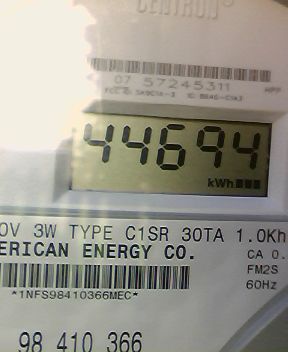 CENTRON®
07 57245311
44694
kWh
0V 3W TYPE C1SR 30TA 1.0Kh
ERICAN ENERGY CO.
CA 0.
*1NFS98410366MEC*
FM2S
60Hz
98 410 366